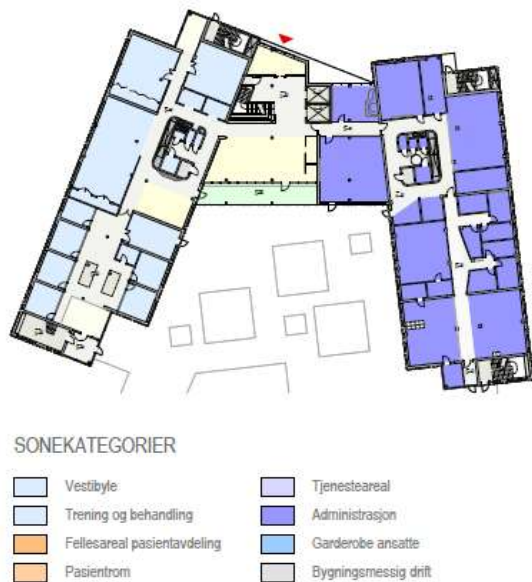 SONEKATEGORIER
Vestibyle
Trening og behandling
Fellesareal pasientavdeling
Pasientrom
Tjenesteareal
Administrasjon
Garderobe ansatte
Bygningsmessig drift